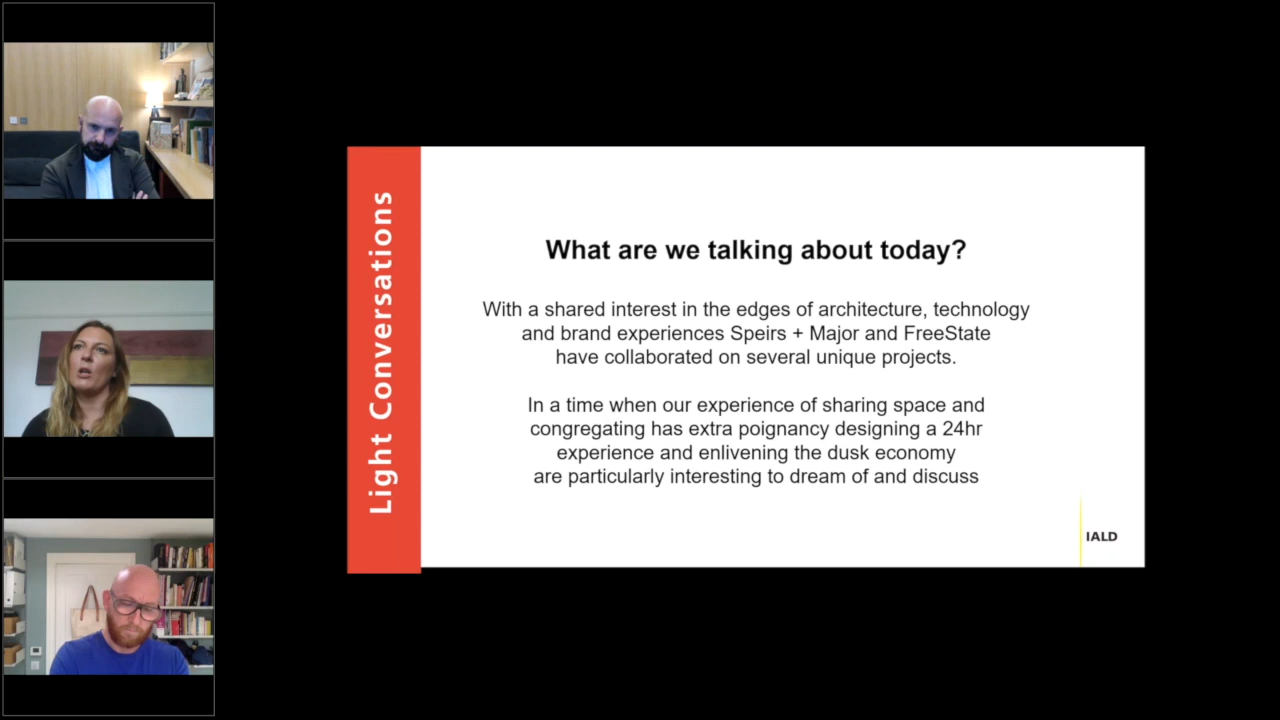 Light Conversations
What are we talking about today?
With a shared interest in the edges of architecture, technology
and brand experiences Speirs + Major and FreeState
have collaborated on several unique projects.
In a time when our experience of sharing space and
congregating has extra poignancy designing a 24hr
experience and enlivening the dusk economy
are particularly interesting to dream of and discuss
IALD